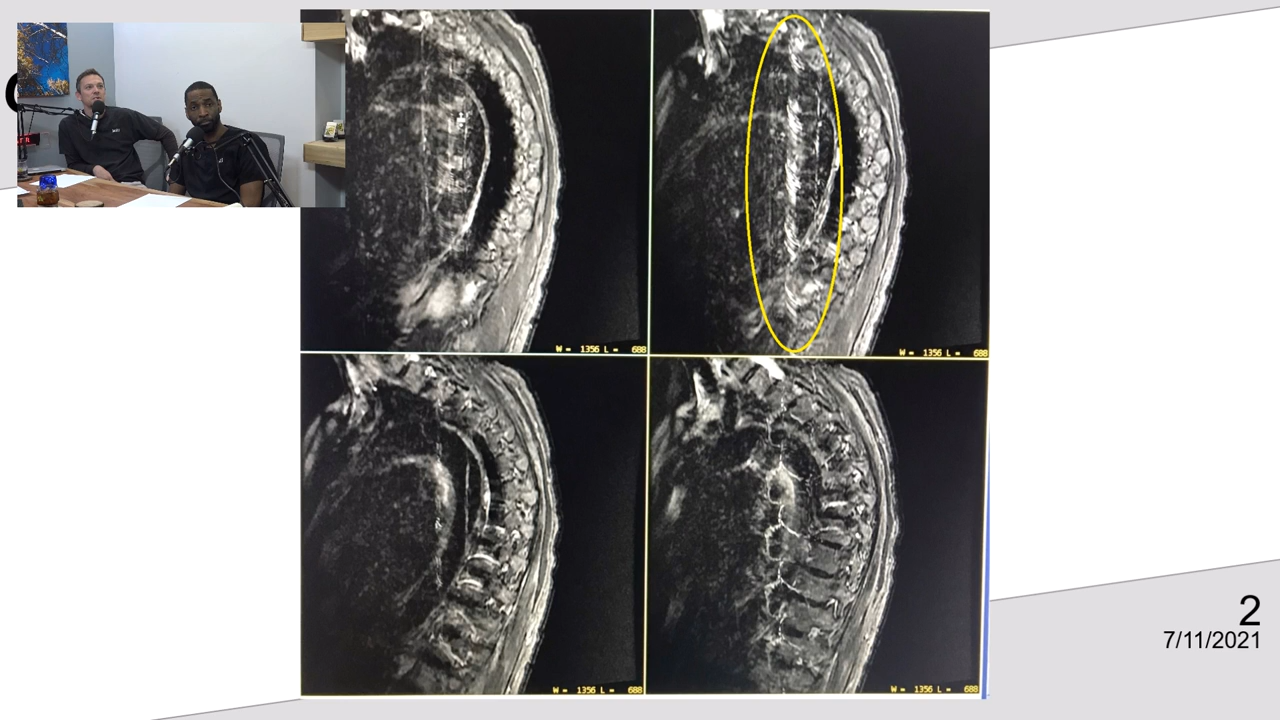 W = 1356 L = 688
W = 1356 L = 688
W = 1356 L = 688
W = 1356 L = 688
2
7/11/2021